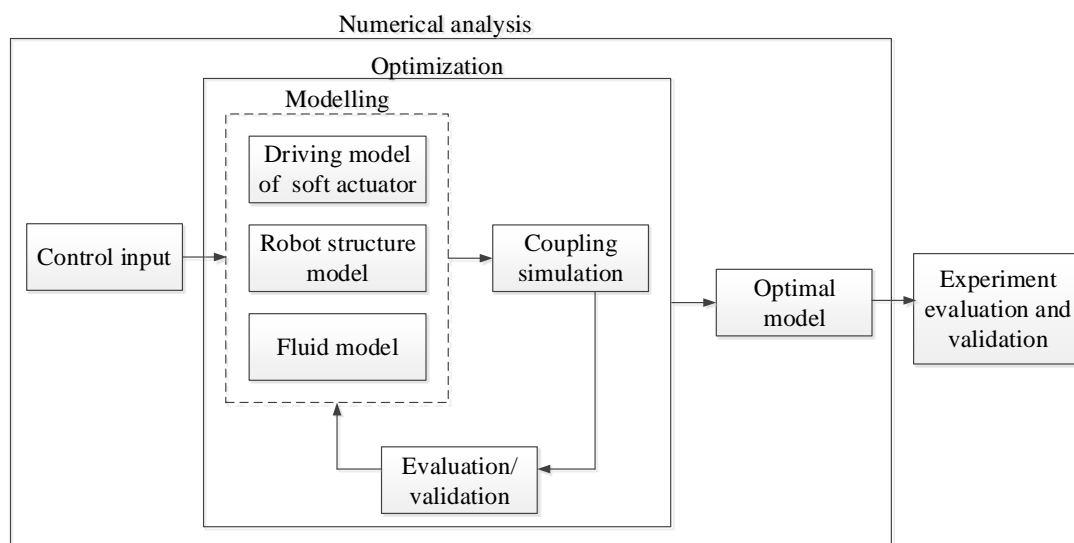 Numerical analysis
Optimization
Modelling
Driving model
of soft actuator
Robot structure
model
Fluid model
Control input
Coupling
simulation
Evaluation/
validation
Optimal
model
Experiment
evaluation and
validation